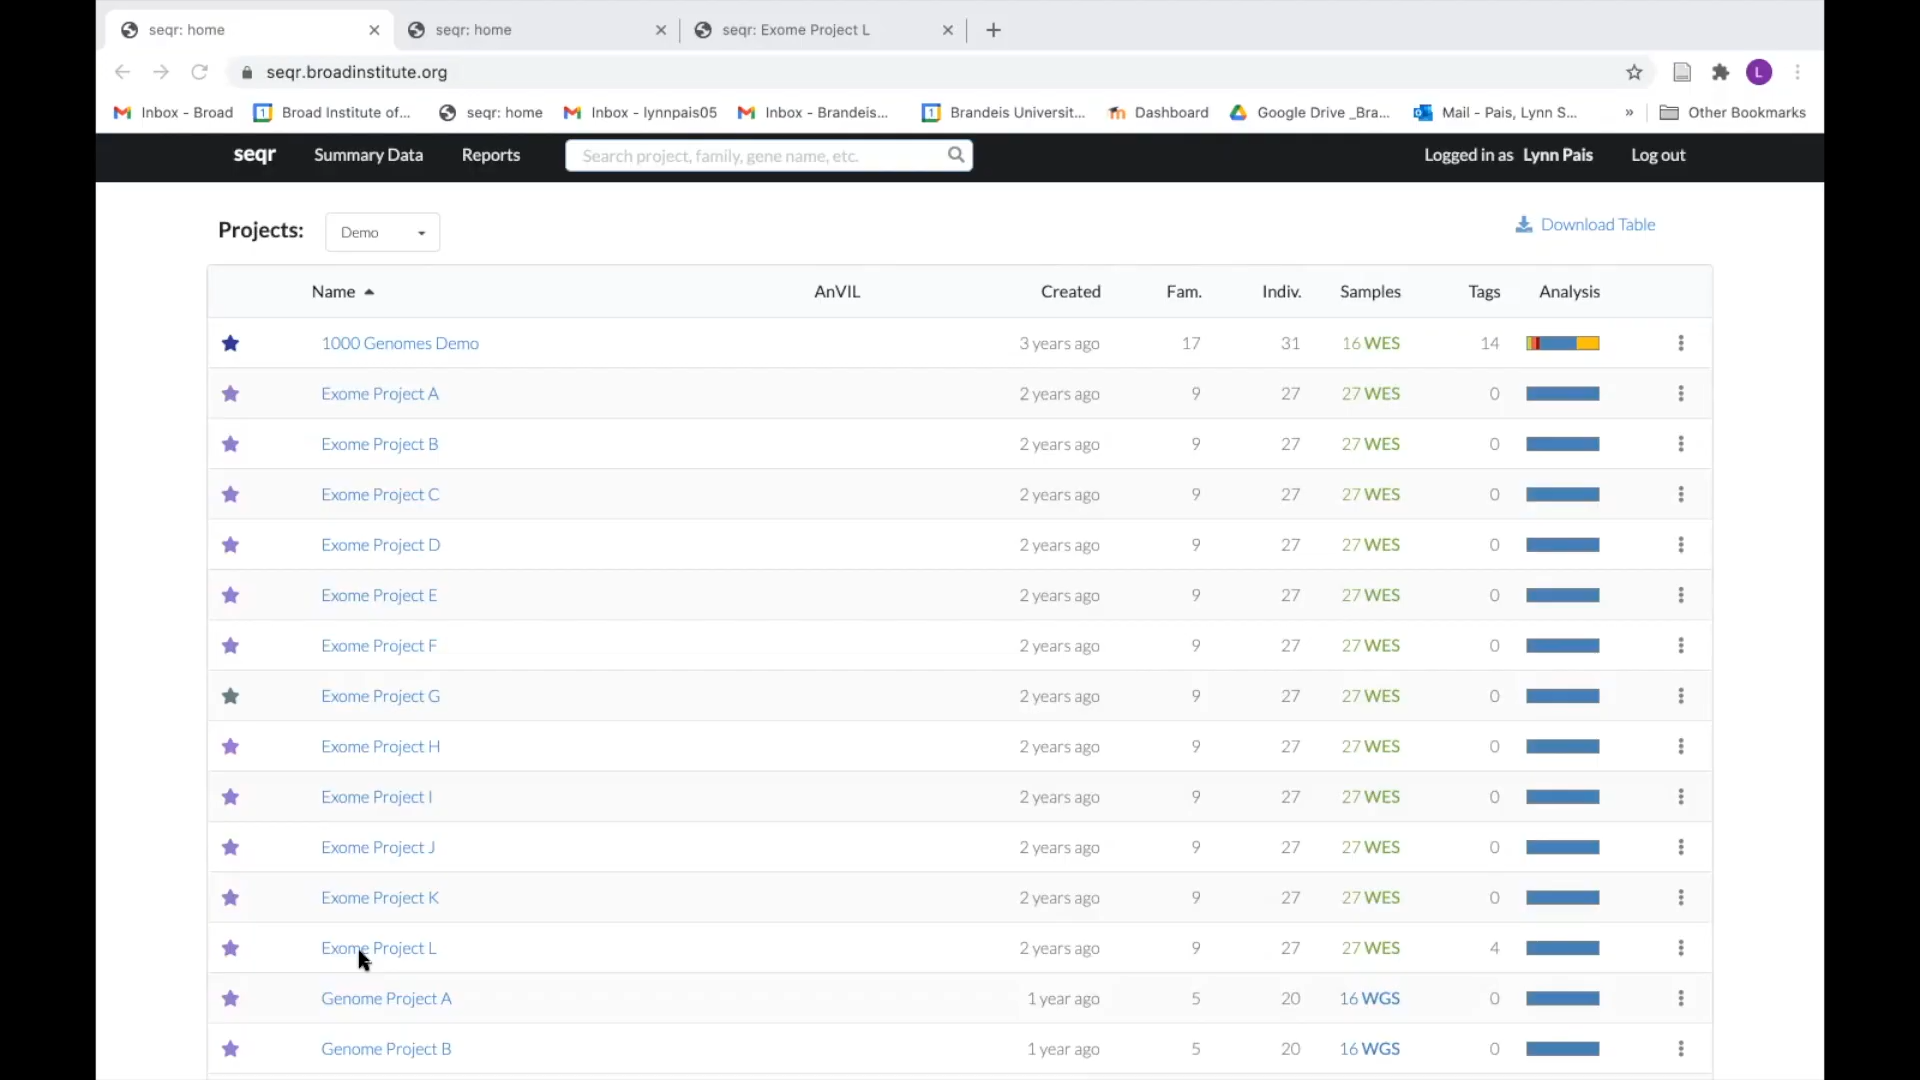 seqr: home
seqr: home
seqr: Exome Project L
seqr.broadinstitute.org
L
Inbox - Broad
1 Broad Institute of...
seqr: home
Inbox - lynnpais05
Inbox - Brandeis...
1 Brandeis Universit...
Dashboard
Google Drive _Bra...
Mail - Pais, Lynn S...
»
Other Bookmarks
seqr Summary Data Reports Search project, family, gene name, etc. Logged in as Lynn Pais Log out
Projects: Demo Download Table
Name AnVIL Created Fam. Indiv. Samples Tags Analysis
1000 Genomes Demo 3 years ago 17 31 16 WES 14
Exome Project A 2 years ago 9 27 27 WES 0
Exome Project B 2 years ago 9 27 27 WES 0
Exome Project C 2 years ago 9 27 27 WES 0
Exome Project D 2 years ago 9 27 27 WES 0
Exome Project E 2 years ago 9 27 27 WES 0
Exome Project F 2 years ago 9 27 27 WES 0
Exome Project G 2 years ago 9 27 27 WES 0
Exome Project H 2 years ago 9 27 27 WES 0
Exome Project I 2 years ago 9 27 27 WES 0
Exome Project J 2 years ago 9 27 27 WES 0
Exome Project K 2 years ago 9 27 27 WES 0
Exome Project L 2 years ago 9 27 27 WES 4
Genome Project A 1 year ago 5 20 16 WGS 0
Genome Project B 1 year ago 5 20 16 WGS 0